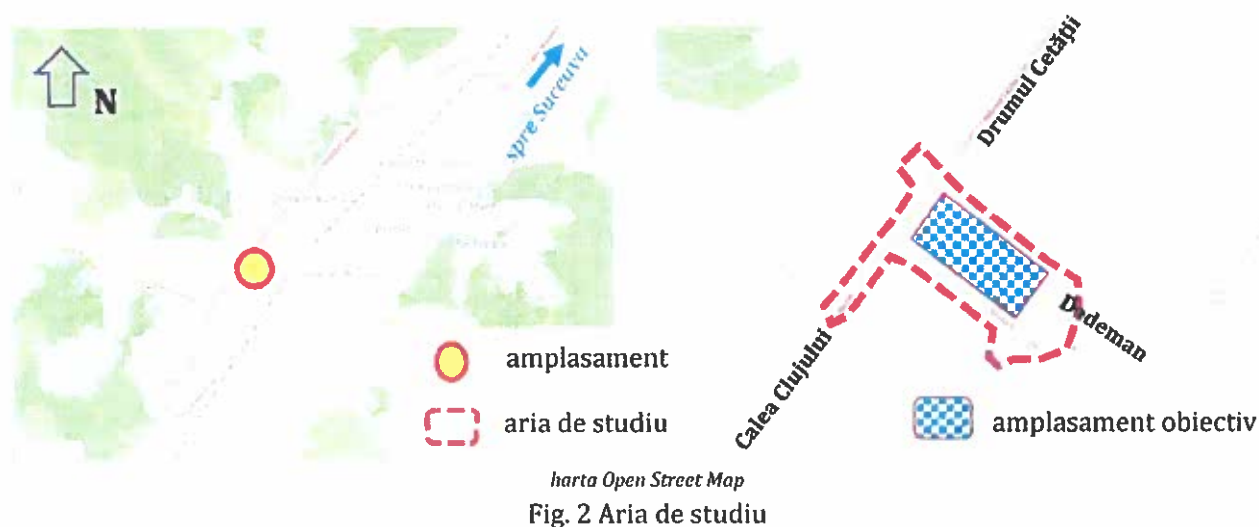 N
spre Suceava
Drumul Cetății
Calea Clujului
Dedeman
amplasament
aria de studiu
amplasament obiectiv
harta Open Street Map
Fig. 2 Aria de studiu